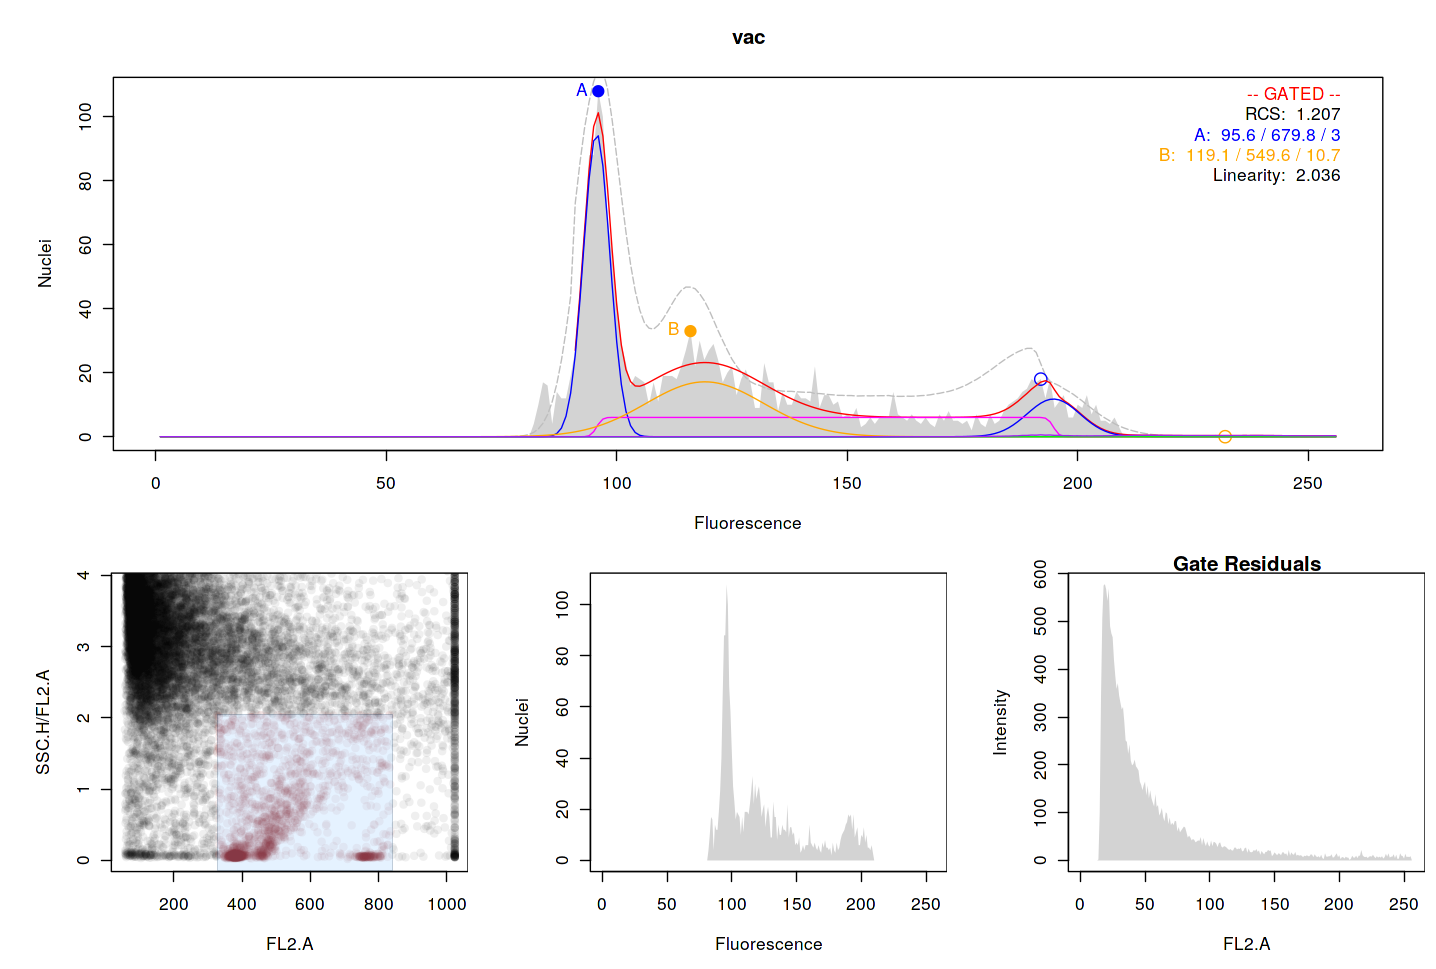 vac
A
-- GATED --
RCS: 1.207
A: 95.6 / 679.8 / 3
B: 119.1 / 549.6 / 10.7
Linearity: 2.036
B
Nuclei
0 20 40 60 80 100
0 50 100 150 200 250
Fluorescence
SSC.H/FL2.A
0 1 2 3 4
200 400 600 800 1000
FL2.A
Nuclei
0 20 40 60 80 100
0 50 100 150 200 250
Fluorescence
Gate Residuals
Intensity
0 100 200 300 400 500 600
0 50 100 150 200 250
FL2.A